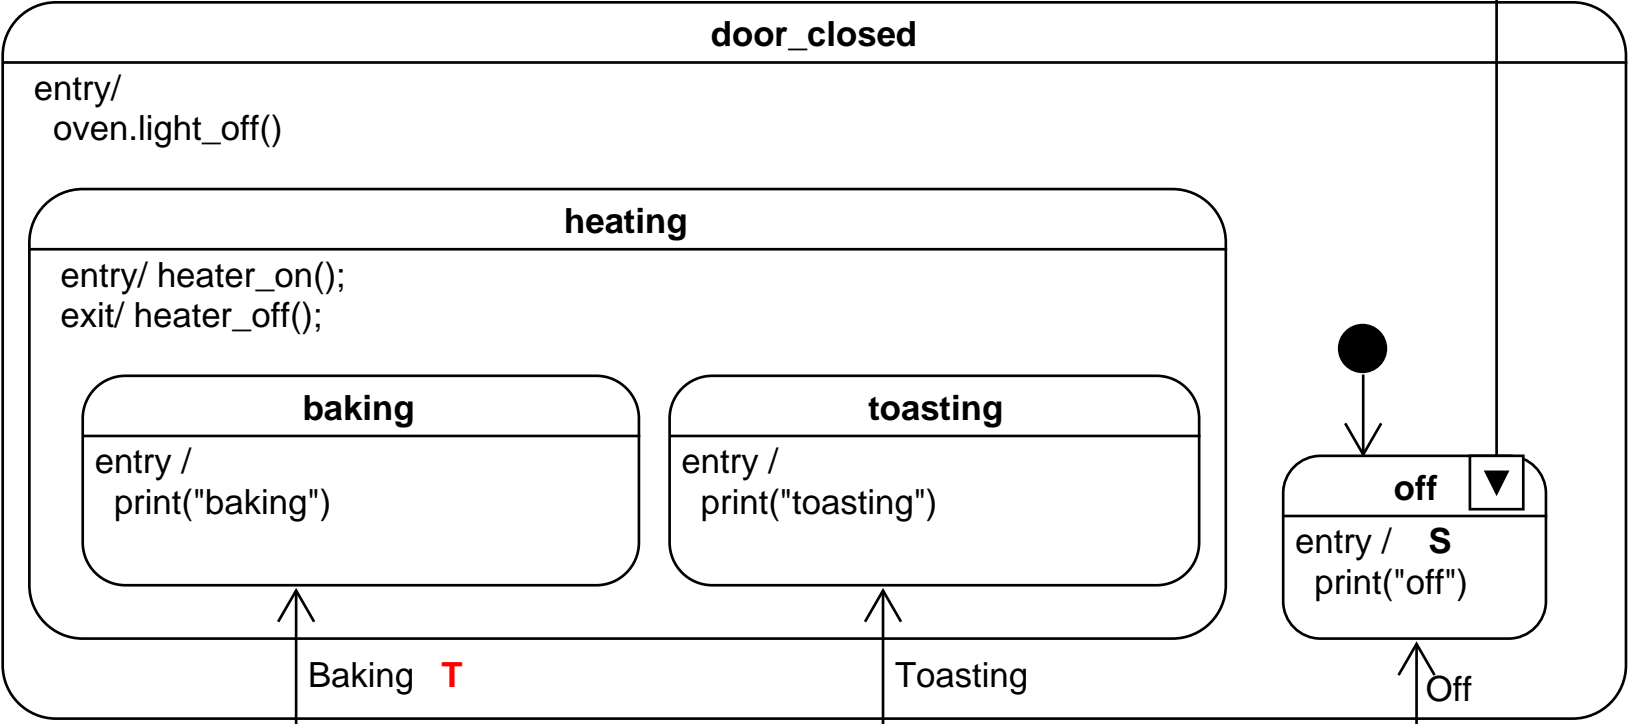 door_closed
entry/
oven.light_off()
heating
entry/ heater_on();
exit/ heater_off();
baking
entry /
print("baking")
toasting
entry /
print("toasting")
off
entry / S
print("off")
Baking T
Toasting
Off